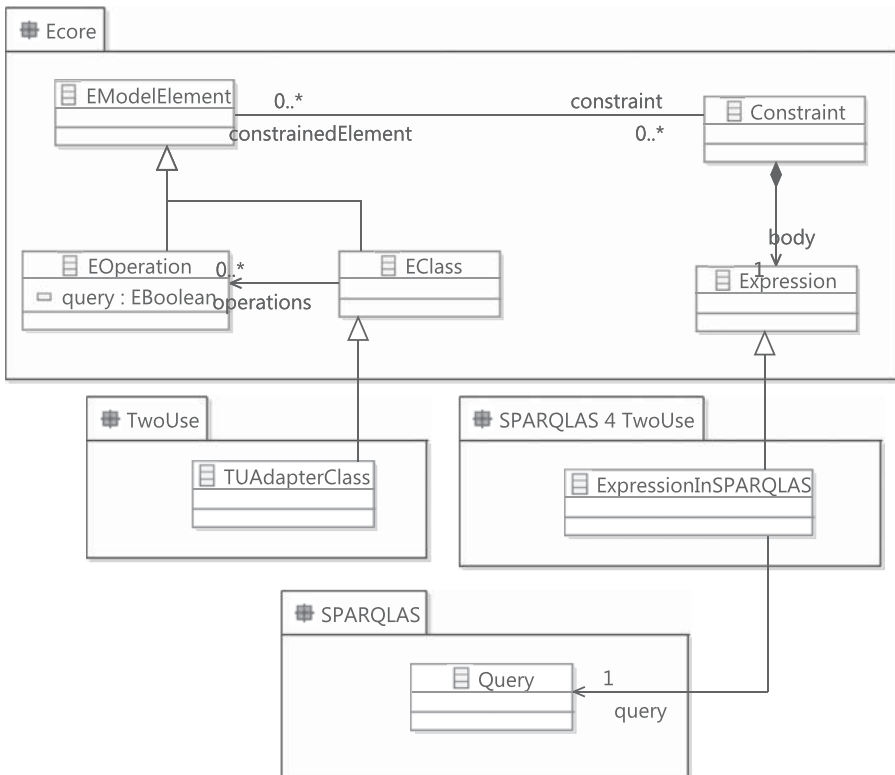 Ecore
EModelElement
0..*
constraint
Constraint
constrainedElement
0..*
body
1
EOperation
0..*
EClass
Expression
query : EBoolean
operations
TwoUse
SPARQLAS 4 TwoUse
TUAdapterClass
ExpressionInSPARQLAS
SPARQLAS
Query
1
query